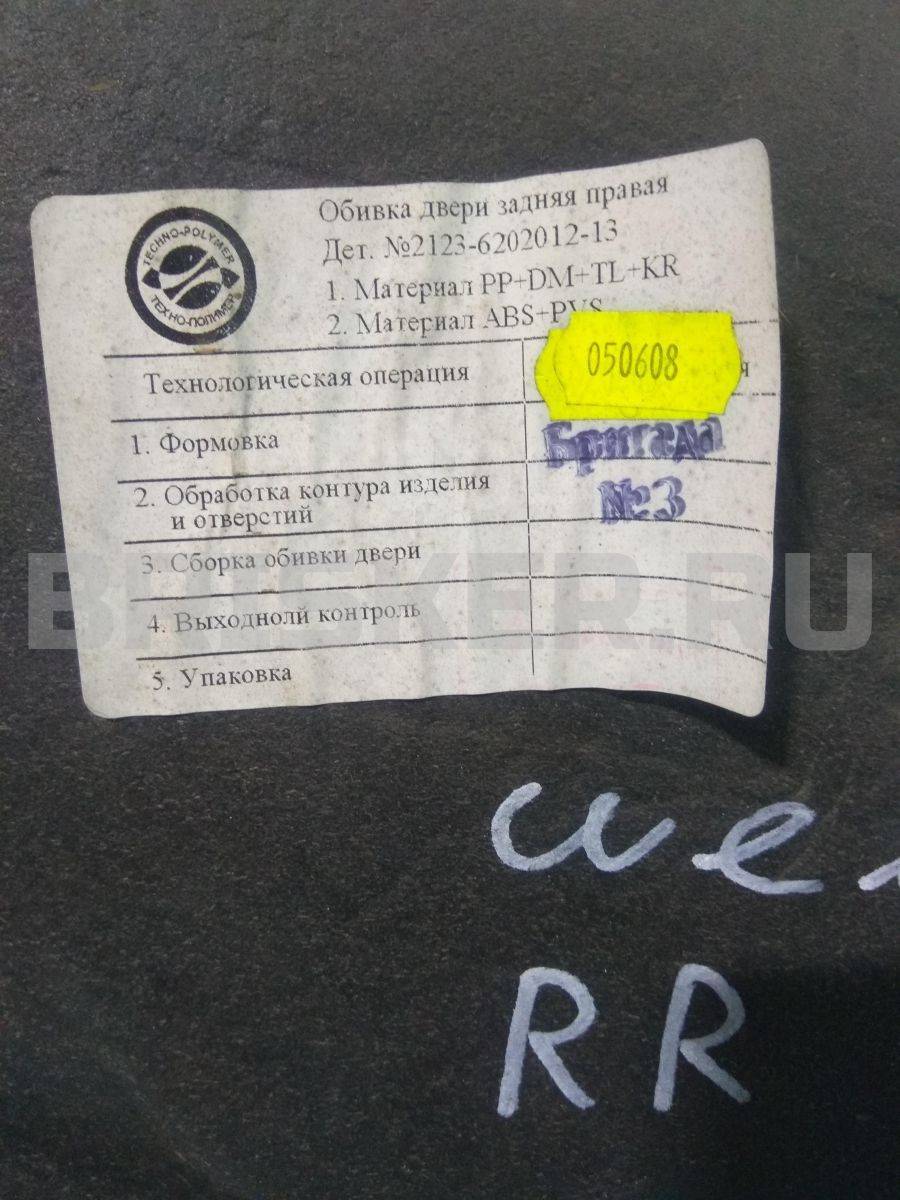 TECHNO-POLYMER
ТЕХНО-ПОЛИМЕР
Обивка двери задняя правая
Дет. №2123-6202012-13
1. Материал PP+DM+TL+KR
2. Материал ABS+PVS
050608
Технологическая операция
я
1. Формовка
Бригада
№3
2. Обработка контура изделия
и отверстий
3. Сборка обивки двери
4. Выходнолй контроль
5. Упаковка
BRISKER.RU
RR